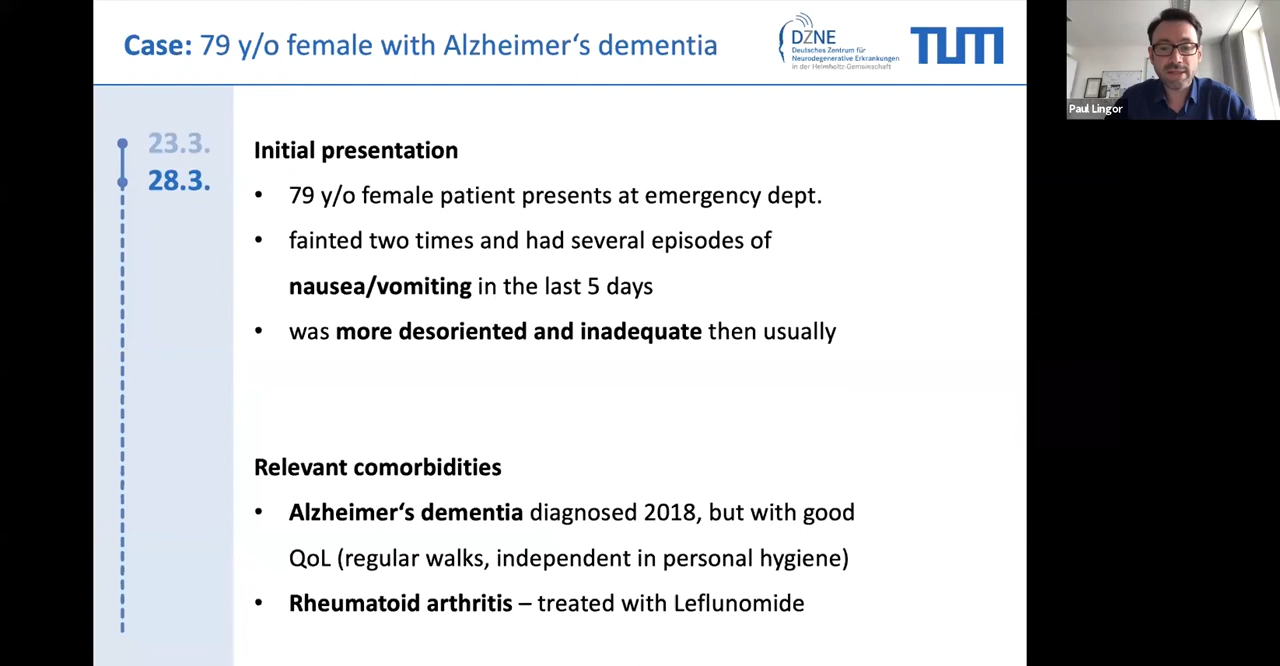 Case: 79 y/o female with Alzheimer‘s dementia
DZNE
Deutsches Zentrum für
Neurodegenerative Erkrankungen
in der Helmholtz-Gemeinschaft
TUM
Paul Lingor
23.3.
28.3.
Initial presentation
• 79 y/o female patient presents at emergency dept.
• fainted two times and had several episodes of
nausea/vomiting in the last 5 days
• was more desoriented and inadequate then usually
Relevant comorbidities
• Alzheimer‘s dementia diagnosed 2018, but with good
QoL (regular walks, independent in personal hygiene)
• Rheumatoid arthritis – treated with Leflunomide